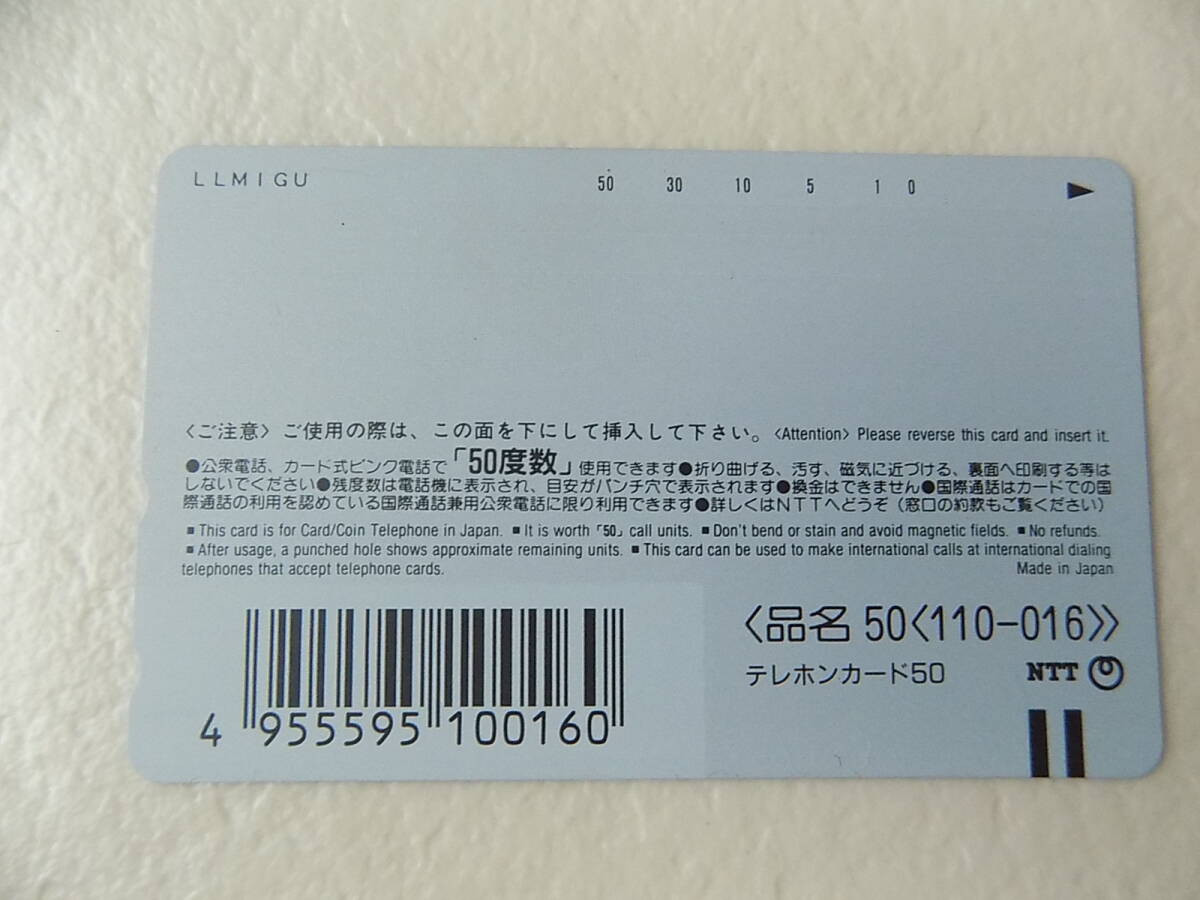 LLMIGU 50 30 10 5 1 0
〈ご注意〉ご使用の際は、この面を下にして挿入して下さい。〈Attention〉Please reverse this card and insert it.
●公衆電話、カード式ピンク電話で「50度数」使用できます●折り曲げる、汚す、磁気に近づける、裏面へ印刷する等は
しないでください●残度数は電話機に表示され、目安がパンチ穴で表示されます●換金はできません●国際通話はカードでの国
際通話の利用を認めている国際通話兼用公衆電話に限り利用できます●詳しくはNTTへどうぞ（窓口の約款もご覧ください）
■This card is for Card/Coin Telephone in Japan. ■It is worth「50」call units. ■Don't bend or stain and avoid magnetic fields. ■No refunds.
■After usage, a punched hole shows approximate remaining units. ■This card can be used to make international calls at international dialing
telephones that accept telephone cards. Made in Japan
〈品名 50〈110-016〉〉
テレホンカード50 NTT
4 955595 100160